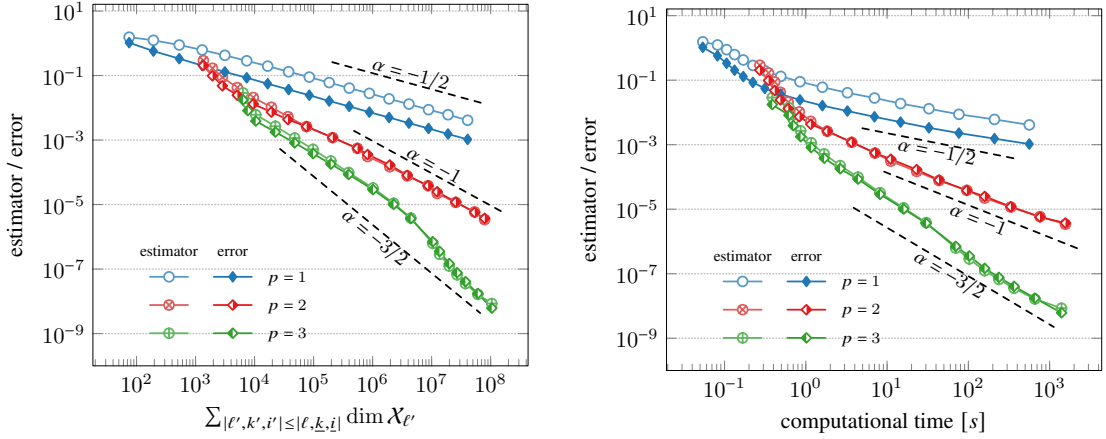 10^1
10^{-1}
10^{-3}
10^{-5}
10^{-7}
10^{-9}
estimator / error
α = −1/2
α = −1
α = −3/2
estimator error
p = 1
p = 2
p = 3
10^2 10^3 10^4 10^5 10^6 10^7 10^8
∑_{|ℓ′,k′,i′|≤|ℓ,\underline{k},\underline{i}|} dim 𝒳_{ℓ′}
10^1
10^{-1}
10^{-3}
10^{-5}
10^{-7}
10^{-9}
estimator / error
α = −1/2
α = −1
α = −3/2
estimator error
p = 1
p = 2
p = 3
10^{-1} 10^0 10^1 10^2 10^3
computational time [s]